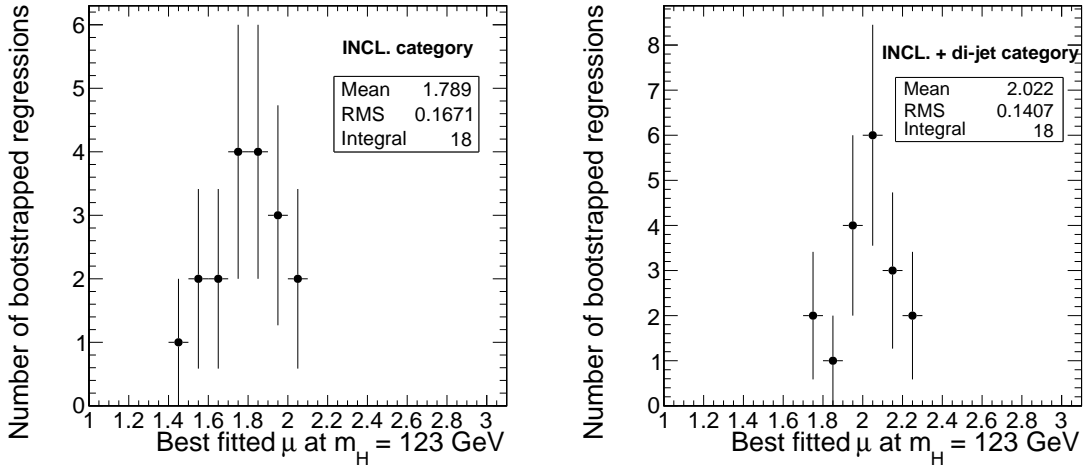 Number of bootstrapped regressions
6
5
4
3
2
1
0
INCL. category
Mean 1.789
RMS 0.1671
Integral 18
1 1.2 1.4 1.6 1.8 2 2.2 2.4 2.6 2.8 3
Best fitted μ at m_H = 123 GeV
Number of bootstrapped regressions
8
7
6
5
4
3
2
1
0
INCL. + di-jet category
Mean 2.022
RMS 0.1407
Integral 18
1 1.2 1.4 1.6 1.8 2 2.2 2.4 2.6 2.8 3
Best fitted μ at m_H = 123 GeV